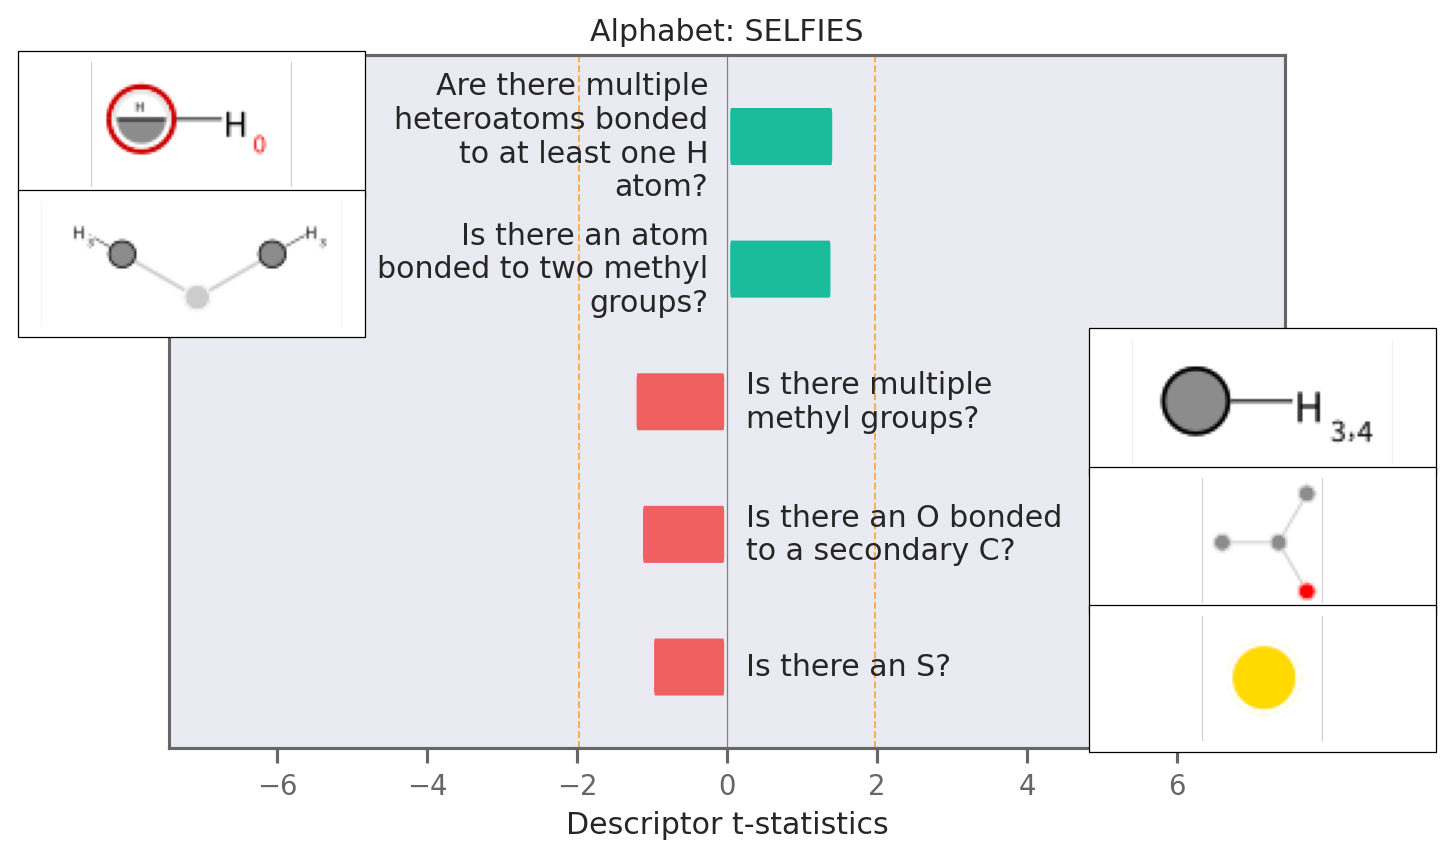 Alphabet: SELFIES
H
H
0
Are there multiple
heteroatoms bonded
to at least one H
atom?
H
3
H
3
Is there an atom
bonded to two methyl
groups?
Is there multiple
methyl groups?
H
3,4
Is there an O bonded
to a secondary C?
Is there an S?
−6
−4
−2
0
2
4
6
Descriptor t-statistics